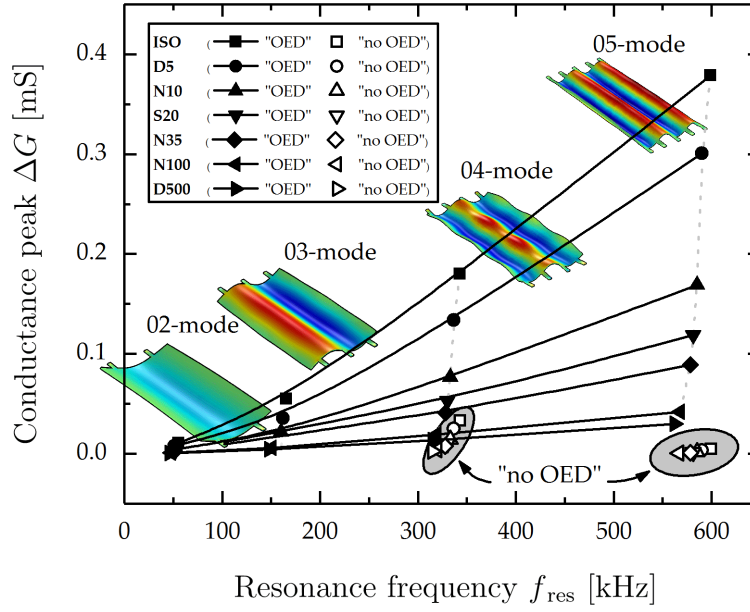 ISO ( "OED" "no OED")
D5 ( "OED" "no OED")
N10 ( "OED" "no OED")
S20 ( "OED" "no OED")
N35 ( "OED" "no OED")
N100 ( "OED" "no OED")
D500 ( "OED" "no OED")
05-mode
04-mode
03-mode
02-mode
"no OED"
0.4
0.3
0.2
0.1
0.0
Conductance peak ΔG [mS]
0 100 200 300 400 500 600
Resonance frequency f_res [kHz]